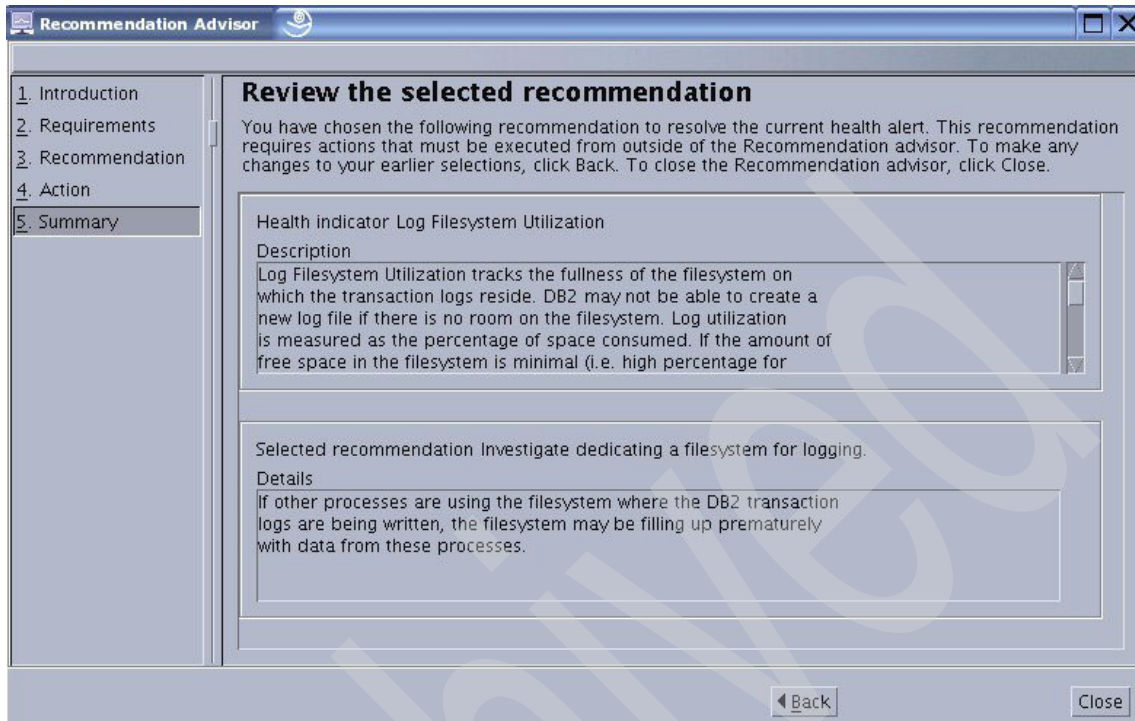 Recommendation Advisor
1. Introduction
2. Requirements
3. Recommendation
4. Action
5. Summary
Review the selected recommendation
You have chosen the following recommendation to resolve the current health alert. This recommendation
requires actions that must be executed from outside of the Recommendation advisor. To make any
changes to your earlier selections, click Back. To close the Recommendation advisor, click Close.
Health indicator Log Filesystem Utilization
Description
Log Filesystem Utilization tracks the fullness of the filesystem on
which the transaction logs reside. DB2 may not be able to create a
new log file if there is no room on the filesystem. Log utilization
is measured as the percentage of space consumed. If the amount of
free space in the filesystem is minimal (i.e. high percentage for
Selected recommendation Investigate dedicating a filesystem for logging.
Details
If other processes are using the filesystem where the DB2 transaction
logs are being written, the filesystem may be filling up prematurely
with data from these processes.
Back
Close